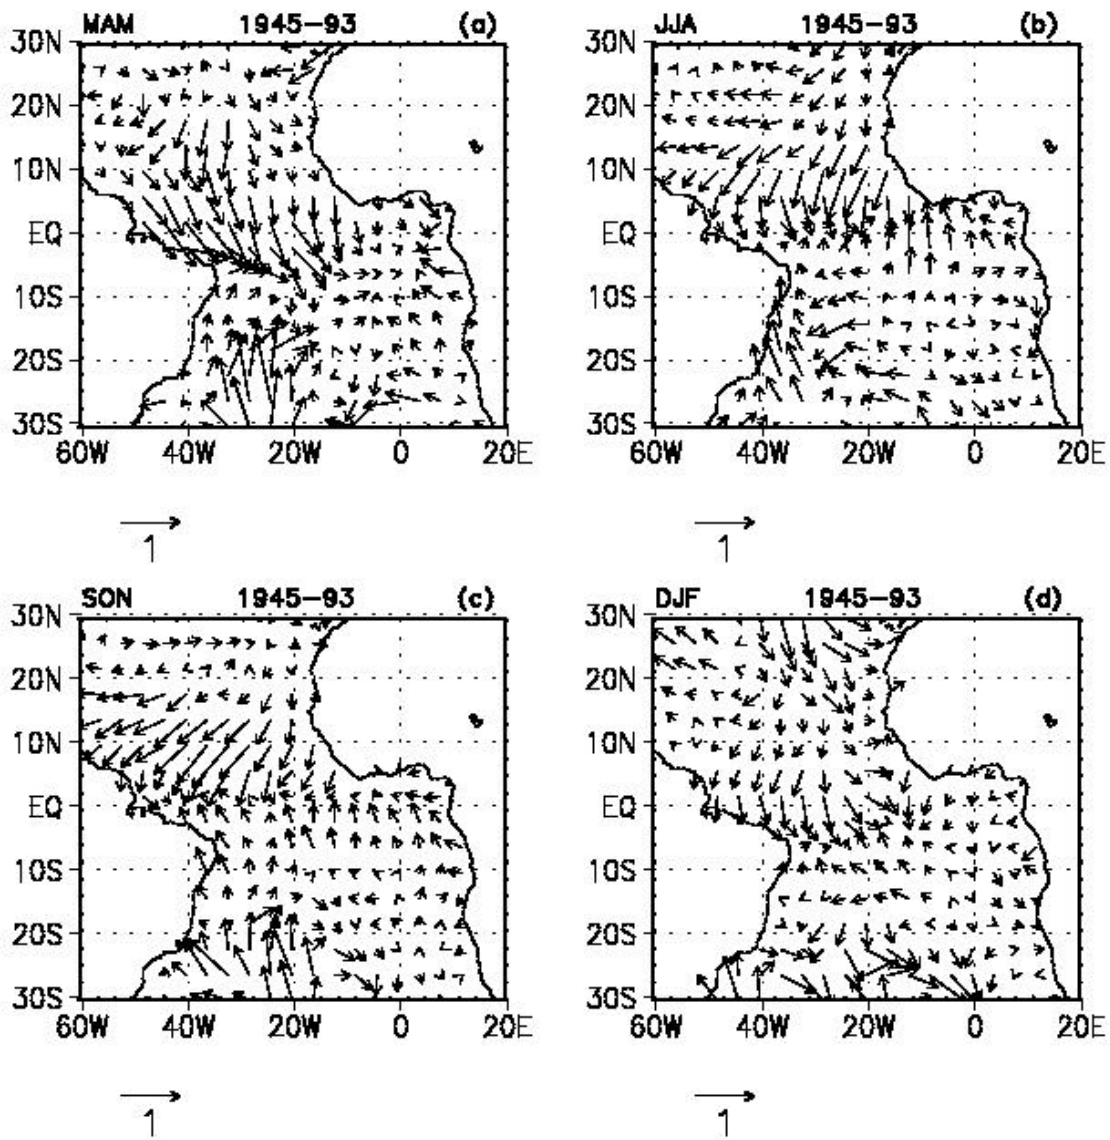 MAM 1945-93 (a)
30N
20N
10N
EQ
10S
20S
30S
60W 40W 20W 0 20E
1
JJA 1945-93 (b)
30N
20N
10N
EQ
10S
20S
30S
60W 40W 20W 0 20E
1
SON 1945-93 (c)
30N
20N
10N
EQ
10S
20S
30S
60W 40W 20W 0 20E
1
DJF 1945-93 (d)
30N
20N
10N
EQ
10S
20S
30S
60W 40W 20W 0 20E
1